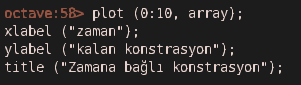 octave:58> plot (0:10, array);
xlabel ("zaman");
ylabel ("kalan konstrasyon");
title ("Zamana bağlı konstrasyon");